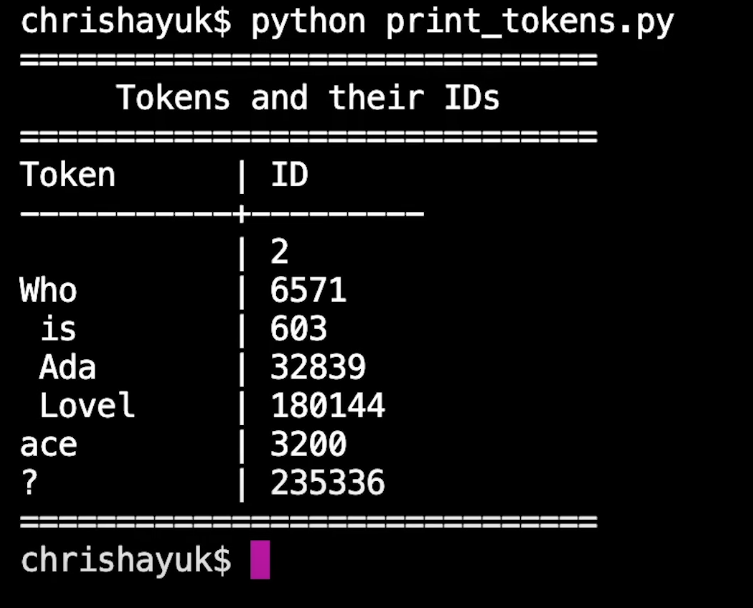 chrishayuk$ python print_tokens.py
==============================
     Tokens and their IDs
==============================
Token      | ID
-----------+---------
           | 2
Who        | 6571
 is        | 603
 Ada       | 32839
 Lovel     | 180144
ace        | 3200
?          | 235336
==============================
chrishayuk$